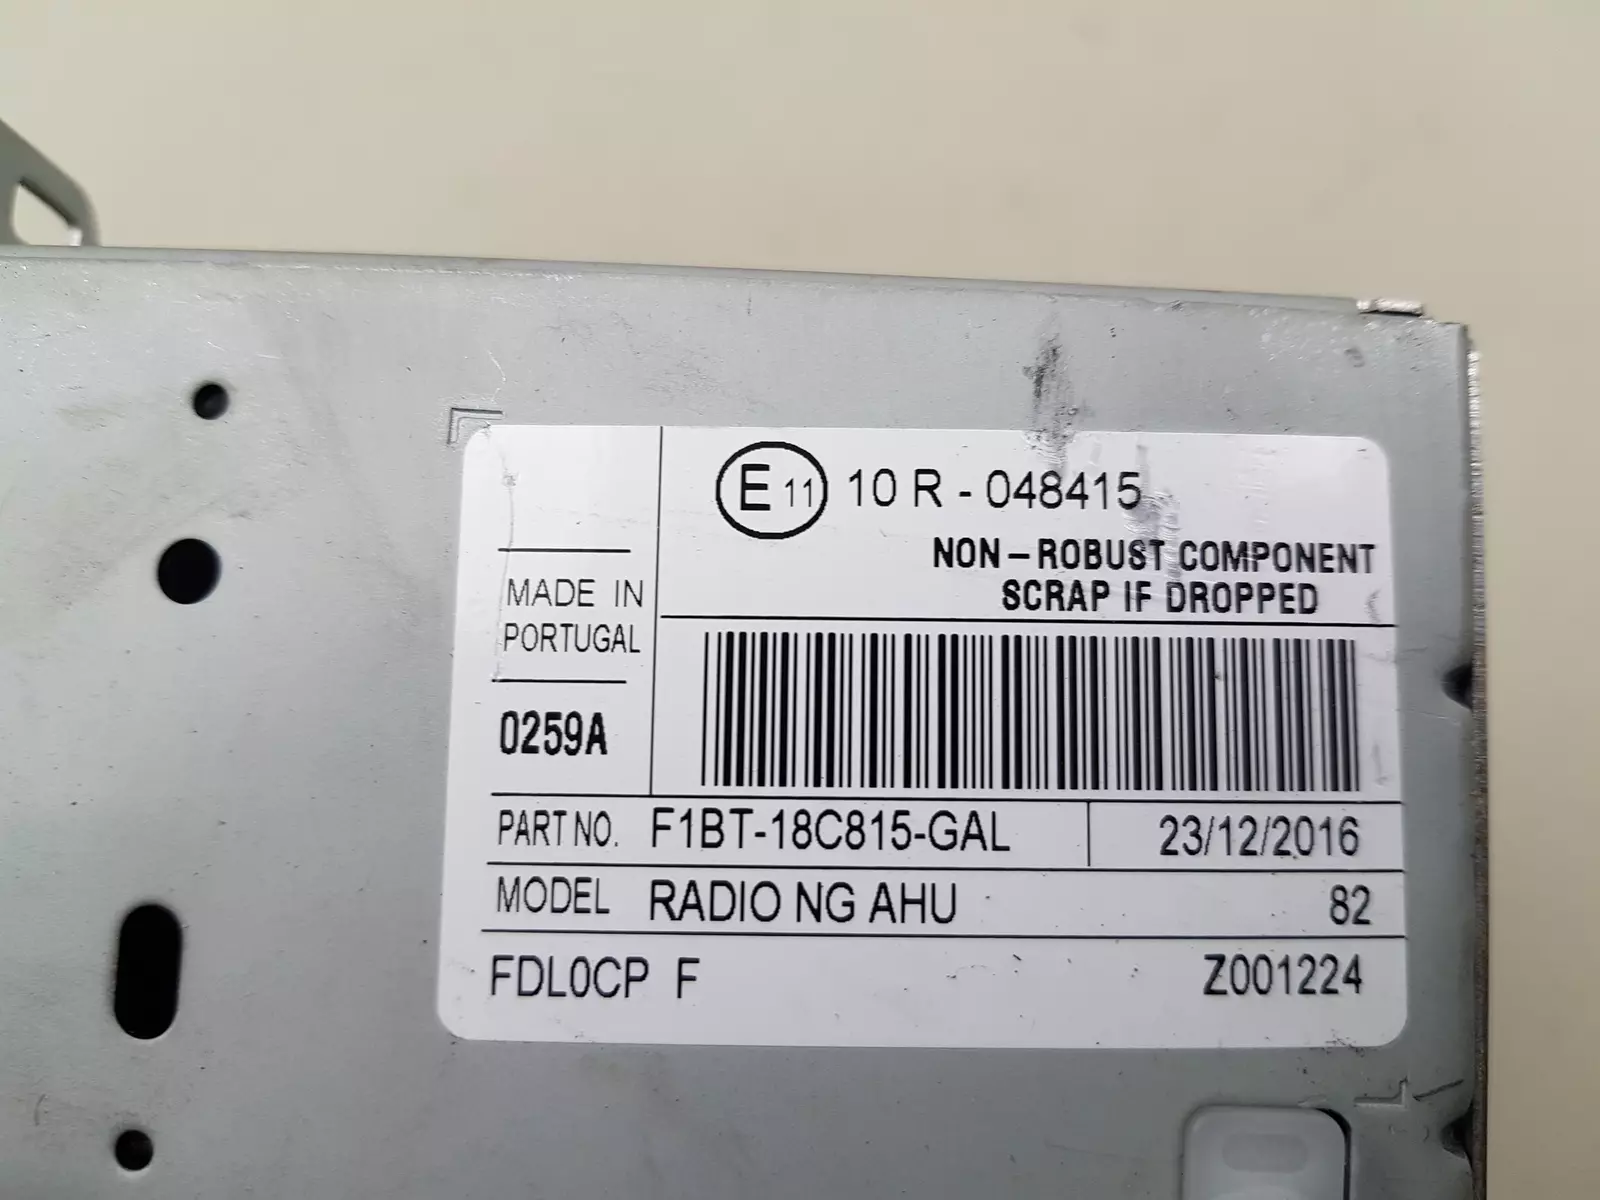 E11 10 R - 048415
NON-ROBUST COMPONENT
SCRAP IF DROPPED
MADE IN
PORTUGAL
0259A
PART NO. F1BT-18C815-GAL 23/12/2016
MODEL RADIO NG AHU 82
FDL0CP F Z001224